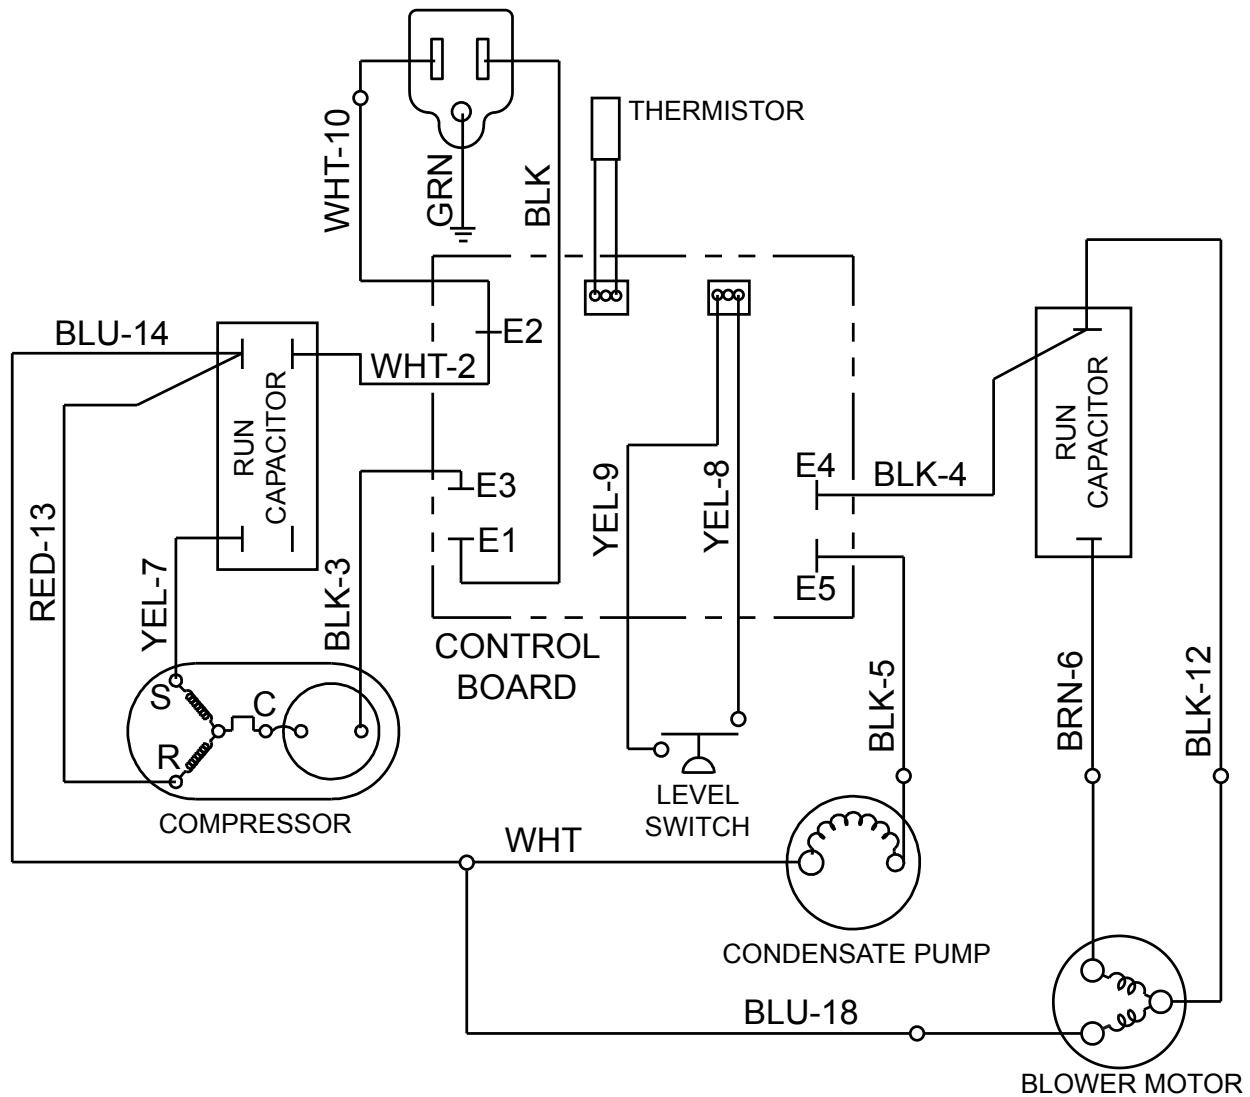 THERMISTOR
WHT-10
GRN
BLK
BLU-14
E2
WHT-2
RUN
CAPACITOR
RUN
CAPACITOR
E4
BLK-4
E3
E1
YEL-9
YEL-8
E5
RED-13
YEL-7
BLK-3
CONTROL
BOARD
S
C
R
BLK-5
BRN-6
BLK-12
LEVEL
SWITCH
COMPRESSOR
WHT
CONDENSATE PUMP
BLU-18
BLOWER MOTOR